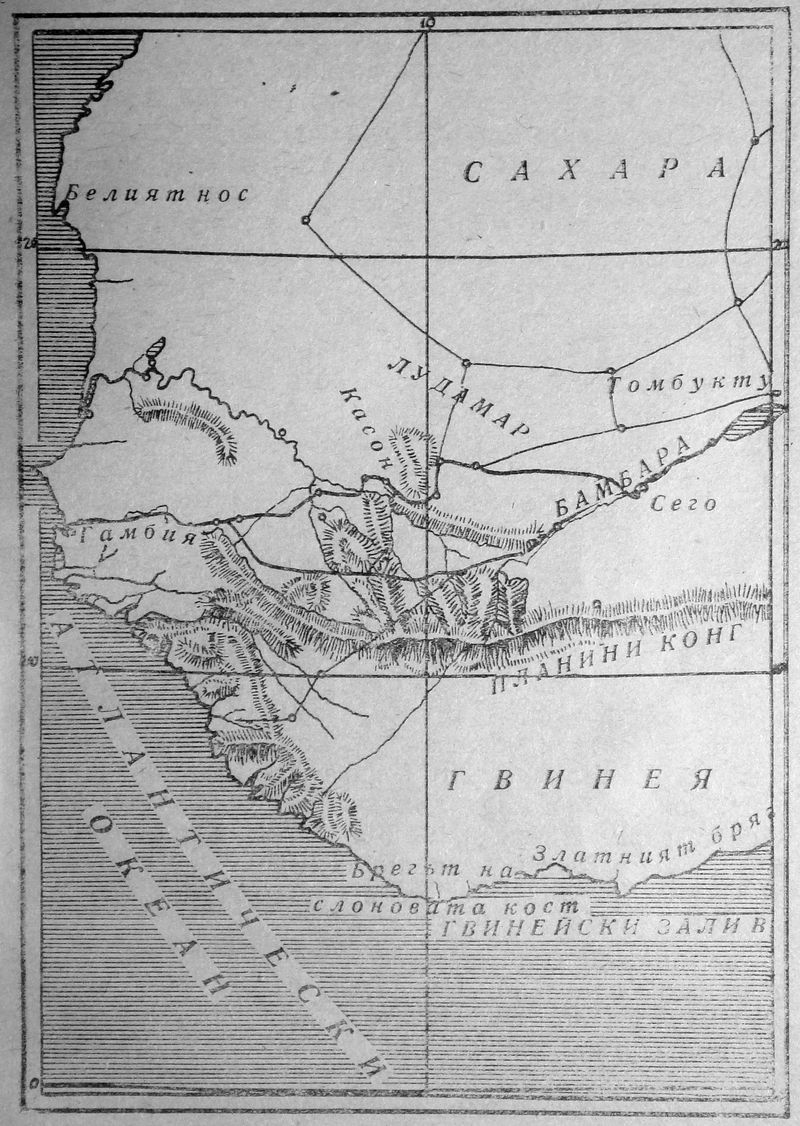 10
САХАРА
Белият нос
20
20
ЛУДАМАР
Томбукту
Касон
БАМБАРА
Сего
Гамбия
ПЛАНИНИ КОНГ
10
ГВИНЕЯ
АТЛАНТИЧЕСКИ
ОКЕАН
Златният бряг
Брегът на
слоновата кост
ГВИНЕЙСКИ ЗАЛИВ
0